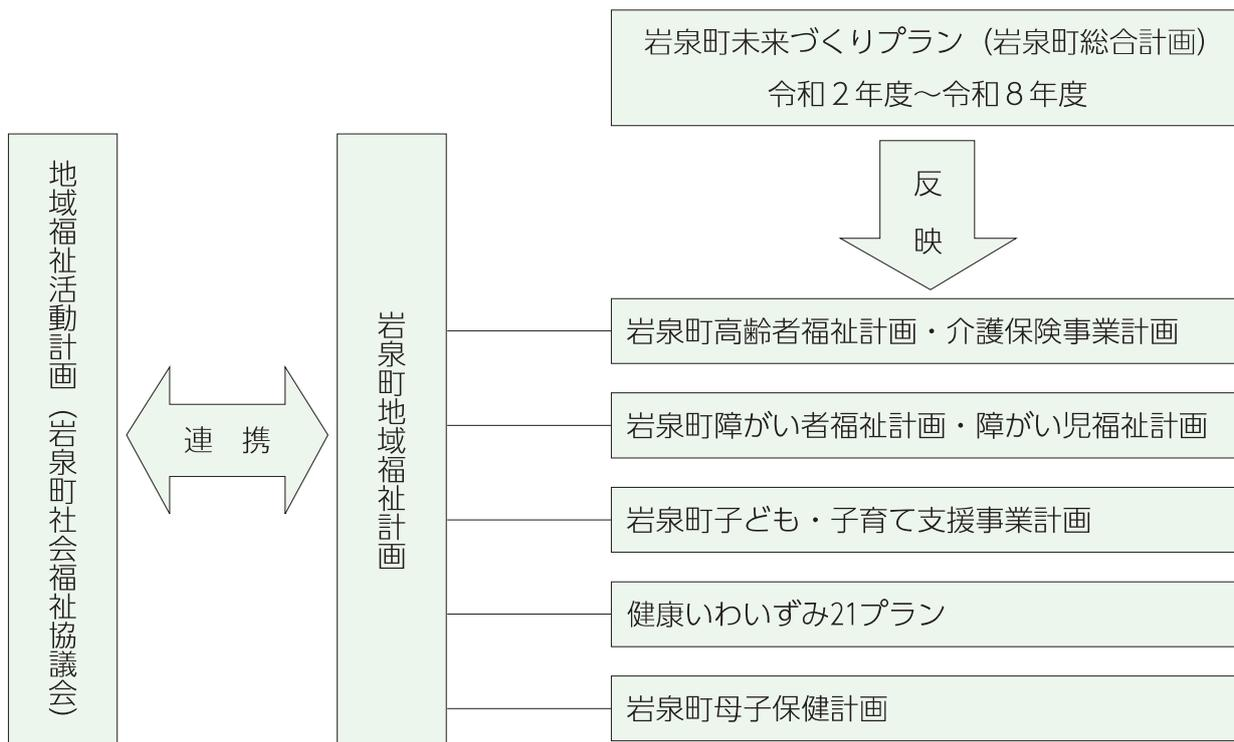 岩泉町未来づくりプラン（岩泉町総合計画）
令和２年度～令和８年度
反
映
地域福祉活動計画（岩泉町社会福祉協議会）
連　携
岩泉町地域福祉計画
岩泉町高齢者福祉計画・介護保険事業計画
岩泉町障がい者福祉計画・障がい児福祉計画
岩泉町子ども・子育て支援事業計画
健康いわいずみ21プラン
岩泉町母子保健計画